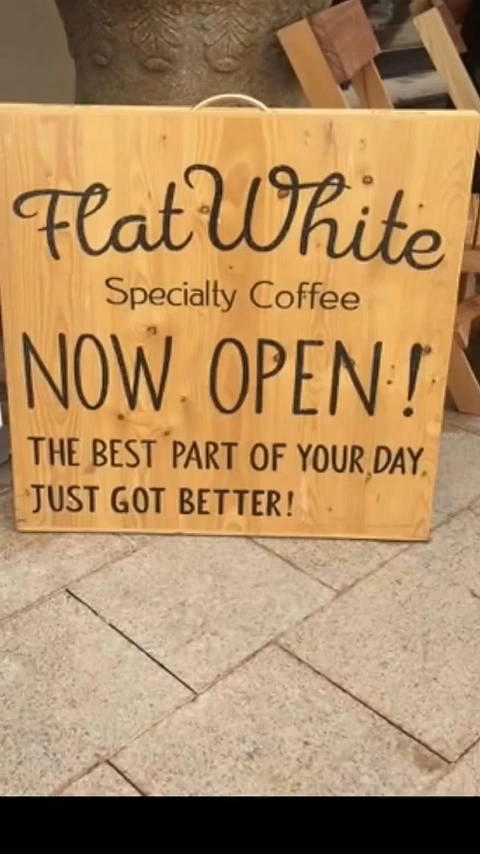 Flat White
Specialty Coffee
NOW OPEN!
THE BEST PART OF YOUR DAY
JUST GOT BETTER!